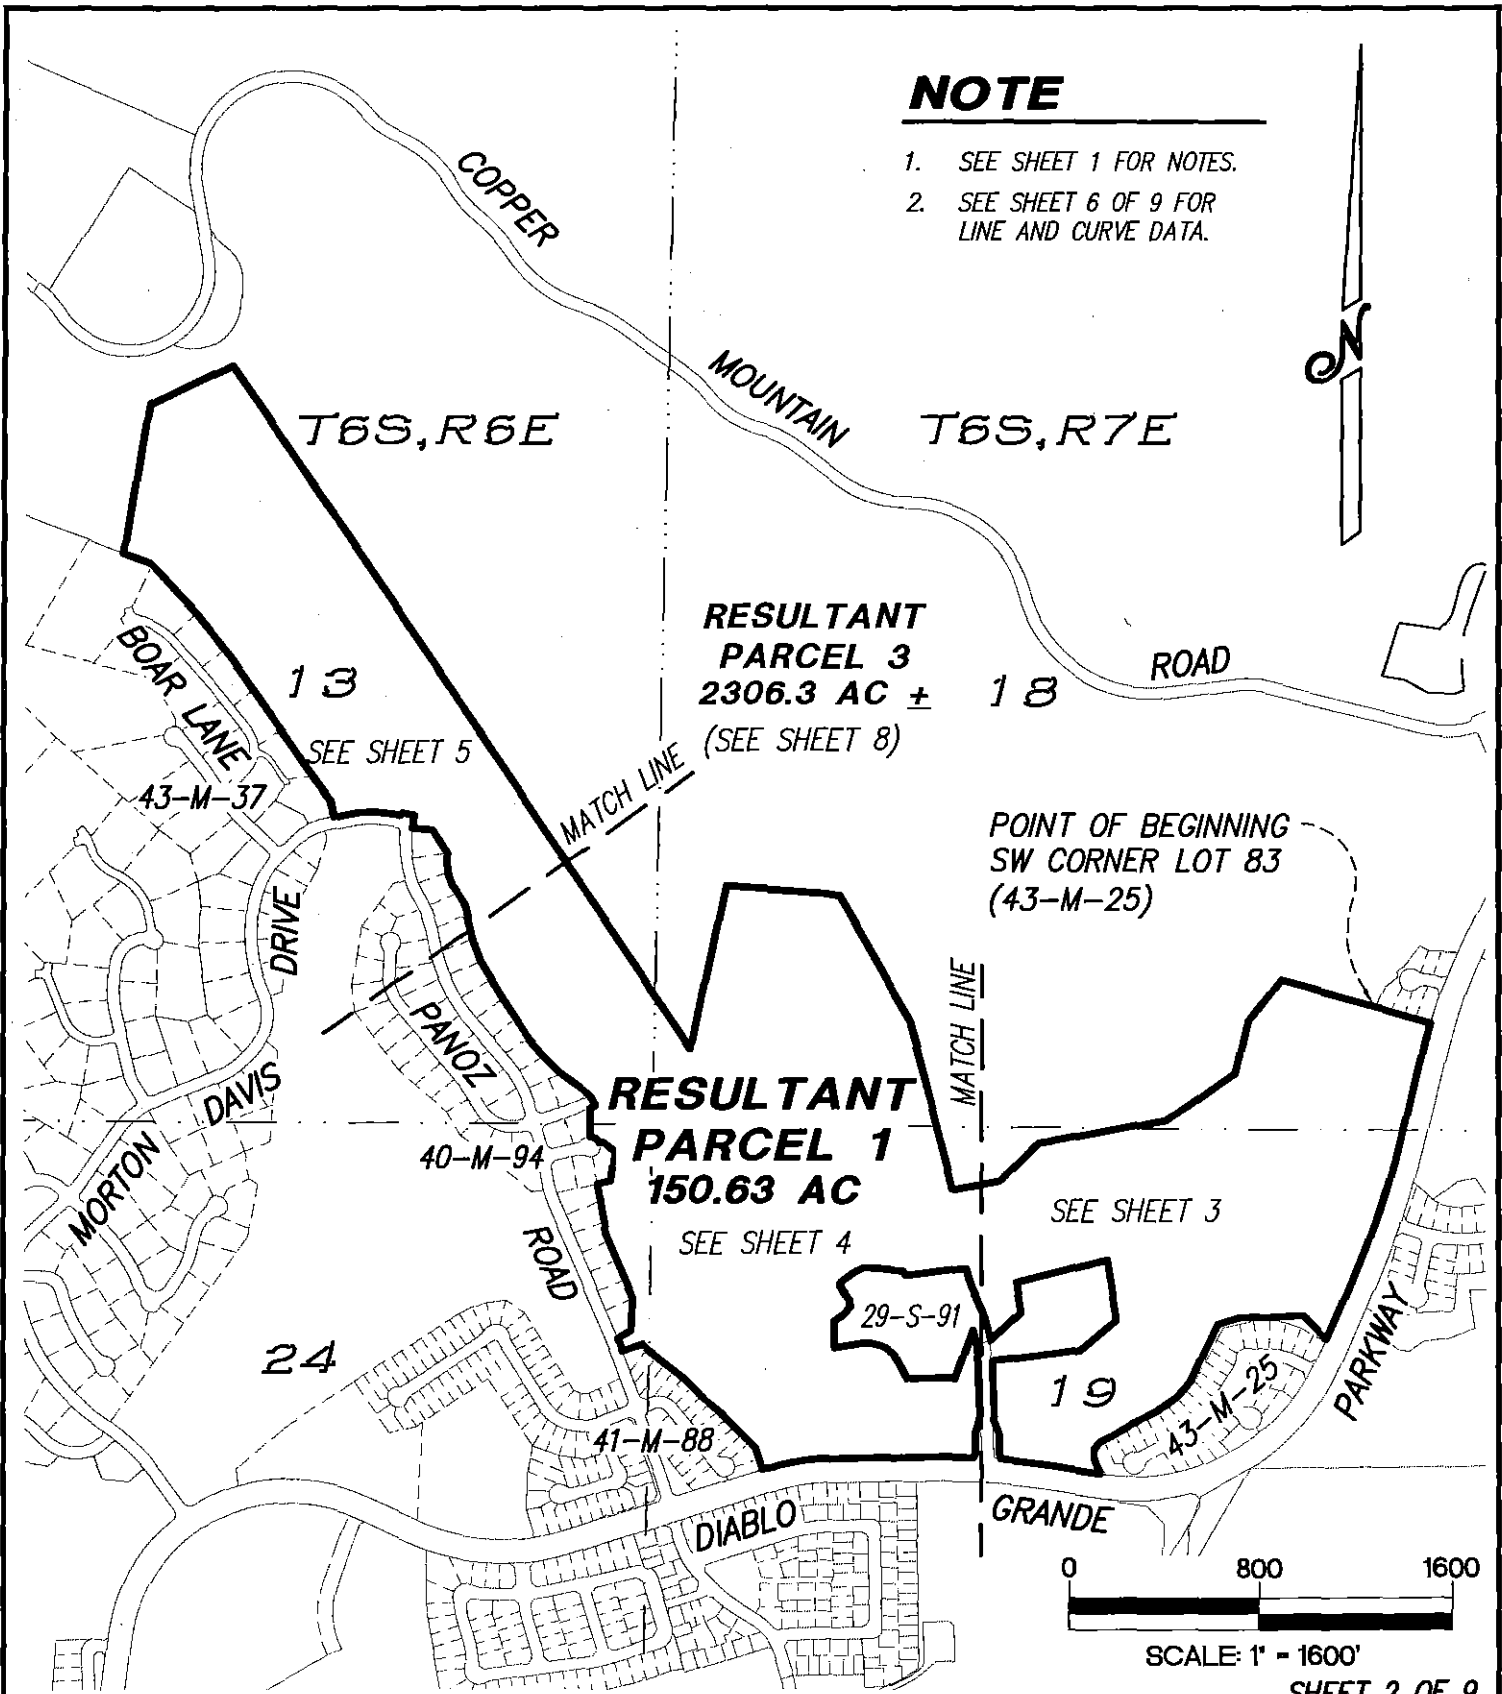 NOTE
1. SEE SHEET 1 FOR NOTES.
2. SEE SHEET 6 OF 9 FOR
LINE AND CURVE DATA.
N
COPPER
MOUNTAIN
ROAD
T6S,R6E
T6S,R7E
RESULTANT
PARCEL 3
2306.3 AC ±
(SEE SHEET 8)
18
13
SEE SHEET 5
BOAR LANE
43-M-37
MATCH LINE
POINT OF BEGINNING
SW CORNER LOT 83
(43-M-25)
MORTON DAVIS DRIVE
PANOZ
ROAD
40-M-94
MATCH LINE
RESULTANT
PARCEL 1
150.63 AC
SEE SHEET 4
SEE SHEET 3
29-S-91
24
19
43-M-25
41-M-88
DIABLO
GRANDE
PARKWAY
0 800 1600
SCALE: 1' = 1600'
SHEET 2 OF 9